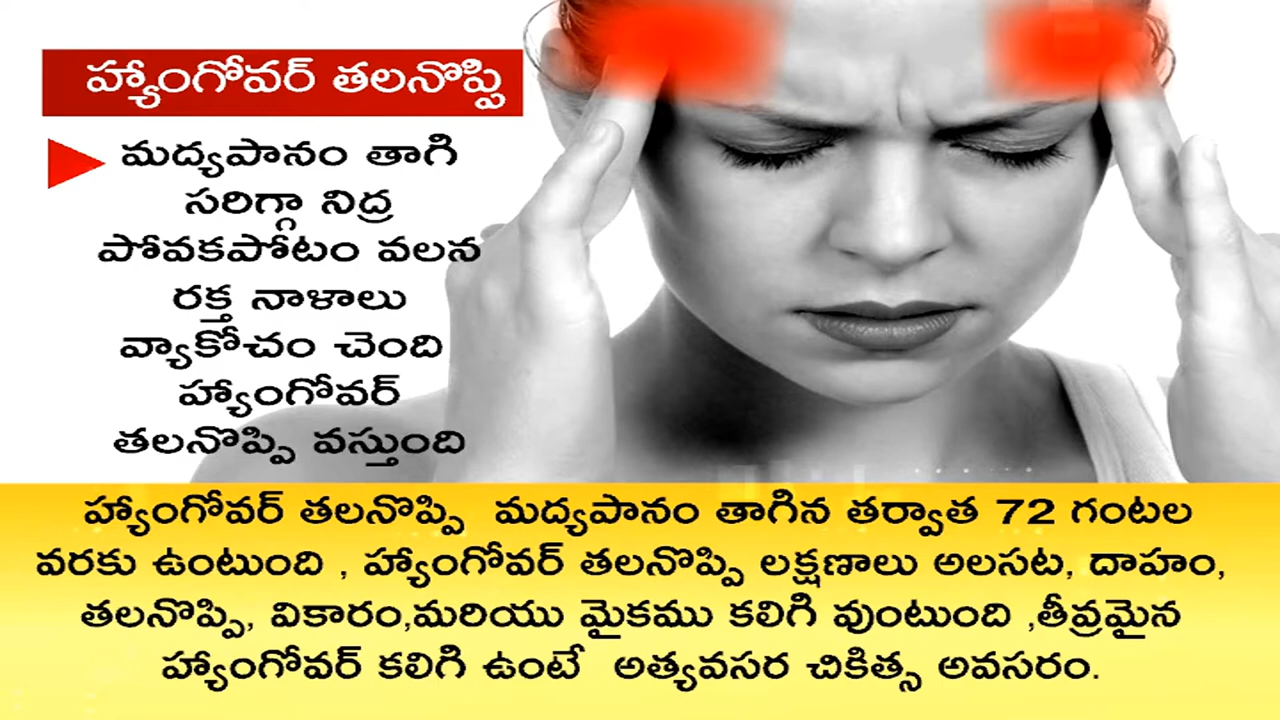 హ్యాంగోవర్ తలనొప్పి
మద్యపానం తాగి
సరిగ్గా నిద్ర
పోవకపోటం వలన
రక్త నాళాలు
వ్యాకోచం చెంది
హ్యాంగోవర్
తలనొప్పి వస్తుంది
హ్యాంగోవర్ తలనొప్పి మద్యపానం తాగిన తర్వాత 72 గంటల
వరకు ఉంటుంది , హ్యాంగోవర్ తలనొప్పి లక్షణాలు అలసట, దాహం,
తలనొప్పి, వికారం,మరియు మైకము కలిగి వుంటుంది ,తీవ్రమైన
హ్యాంగోవర్ కలిగి ఉంటే అత్యవసర చికిత్స అవసరం.